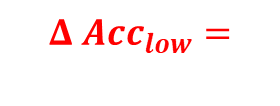 Δ Acc_low =